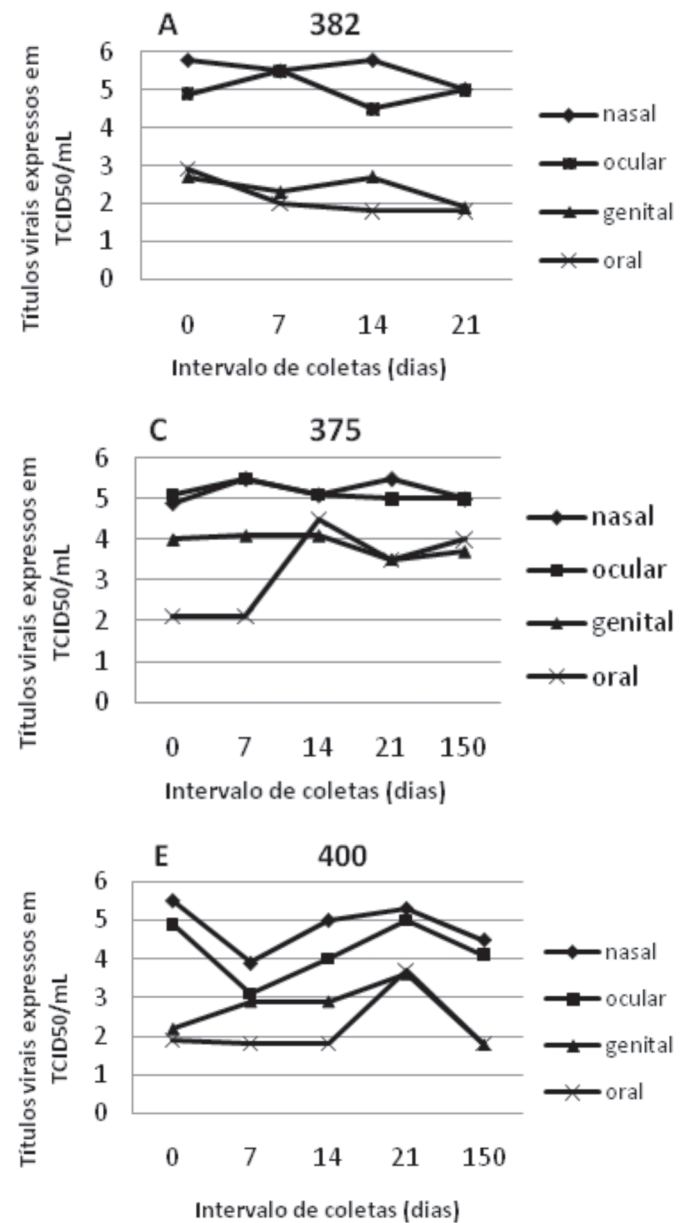 A 382
Títulos virais expressos em
TCID50/mL
6
5
4
3
2
1
0
0 7 14 21
Intervalo de coletas (dias)
nasal
ocular
genital
oral
C 375
Títulos virais expressos em
TCID50/mL
6
5
4
3
2
1
0
0 7 14 21 150
Intervalo de coletas (dias)
nasal
ocular
genital
oral
E 400
Títulos virais expressos em
TCID50/mL
6
5
4
3
2
1
0
0 7 14 21 150
Intervalo de coletas (dias)
nasal
ocular
genital
oral